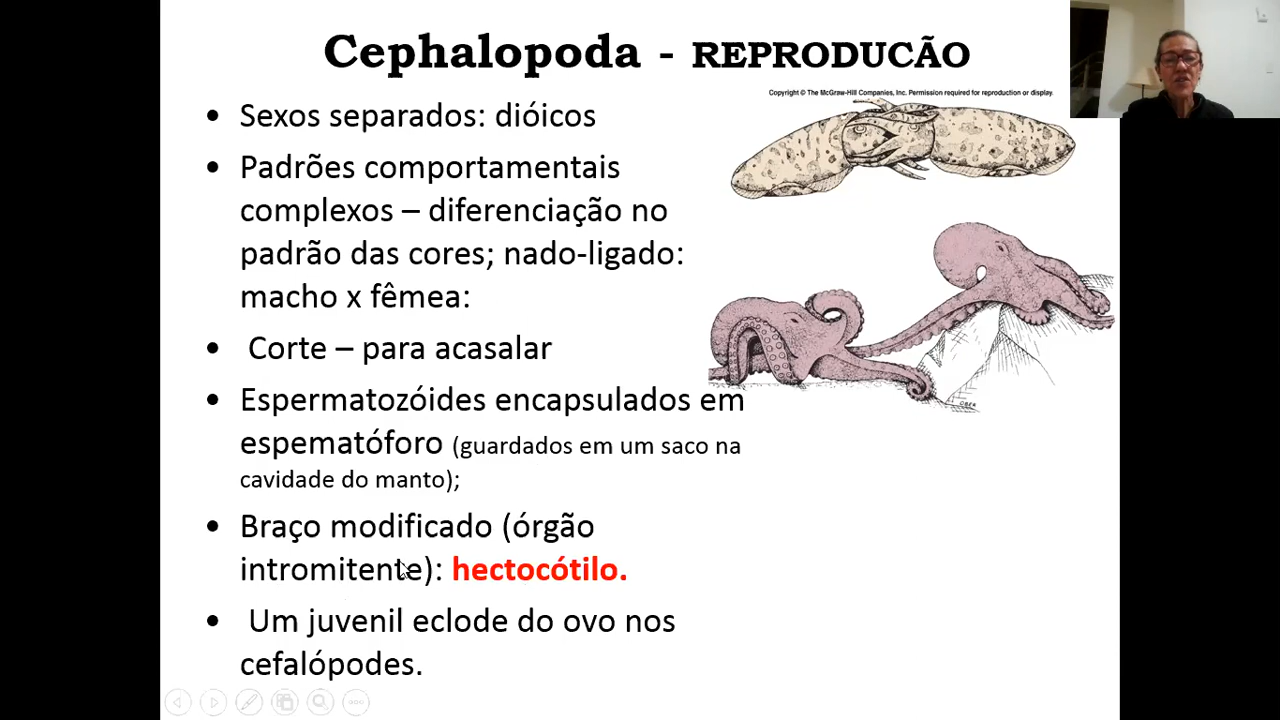 Cephalopoda - REPRODUCÃO
Copyright © The McGraw-Hill Companies, Inc. Permission required for reproduction or display.
• Sexos separados: dióicos
• Padrões comportamentais
complexos – diferenciação no
padrão das cores; nado-ligado:
macho x fêmea:
• Corte – para acasalar
• Espermatozóides encapsulados em
espematóforo (guardados em um saco na
cavidade do manto);
• Braço modificado (órgão
intromitente): hectocótilo.
• Um juvenil eclode do ovo nos
cefalópodes.